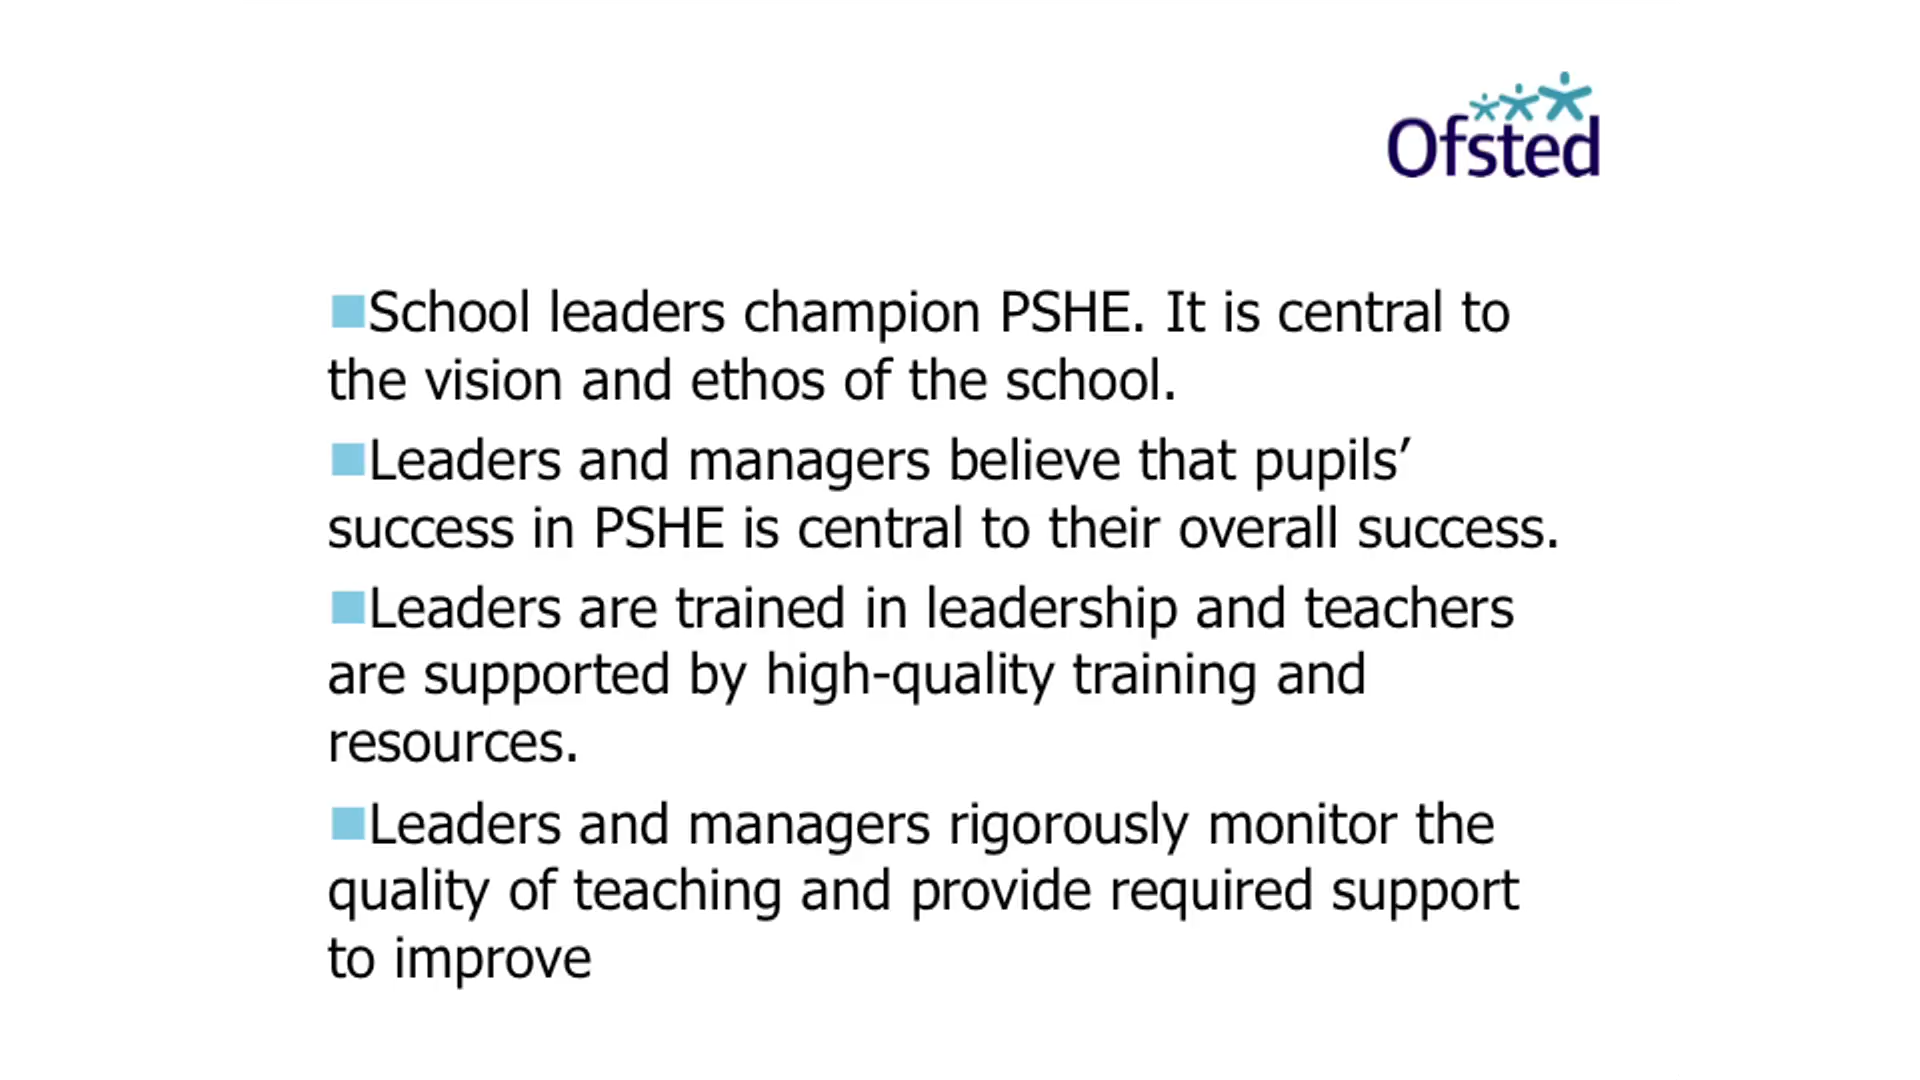 Ofsted
School leaders champion PSHE. It is central to
the vision and ethos of the school.
Leaders and managers believe that pupils’
success in PSHE is central to their overall success.
Leaders are trained in leadership and teachers
are supported by high-quality training and
resources.
Leaders and managers rigorously monitor the
quality of teaching and provide required support
to improve